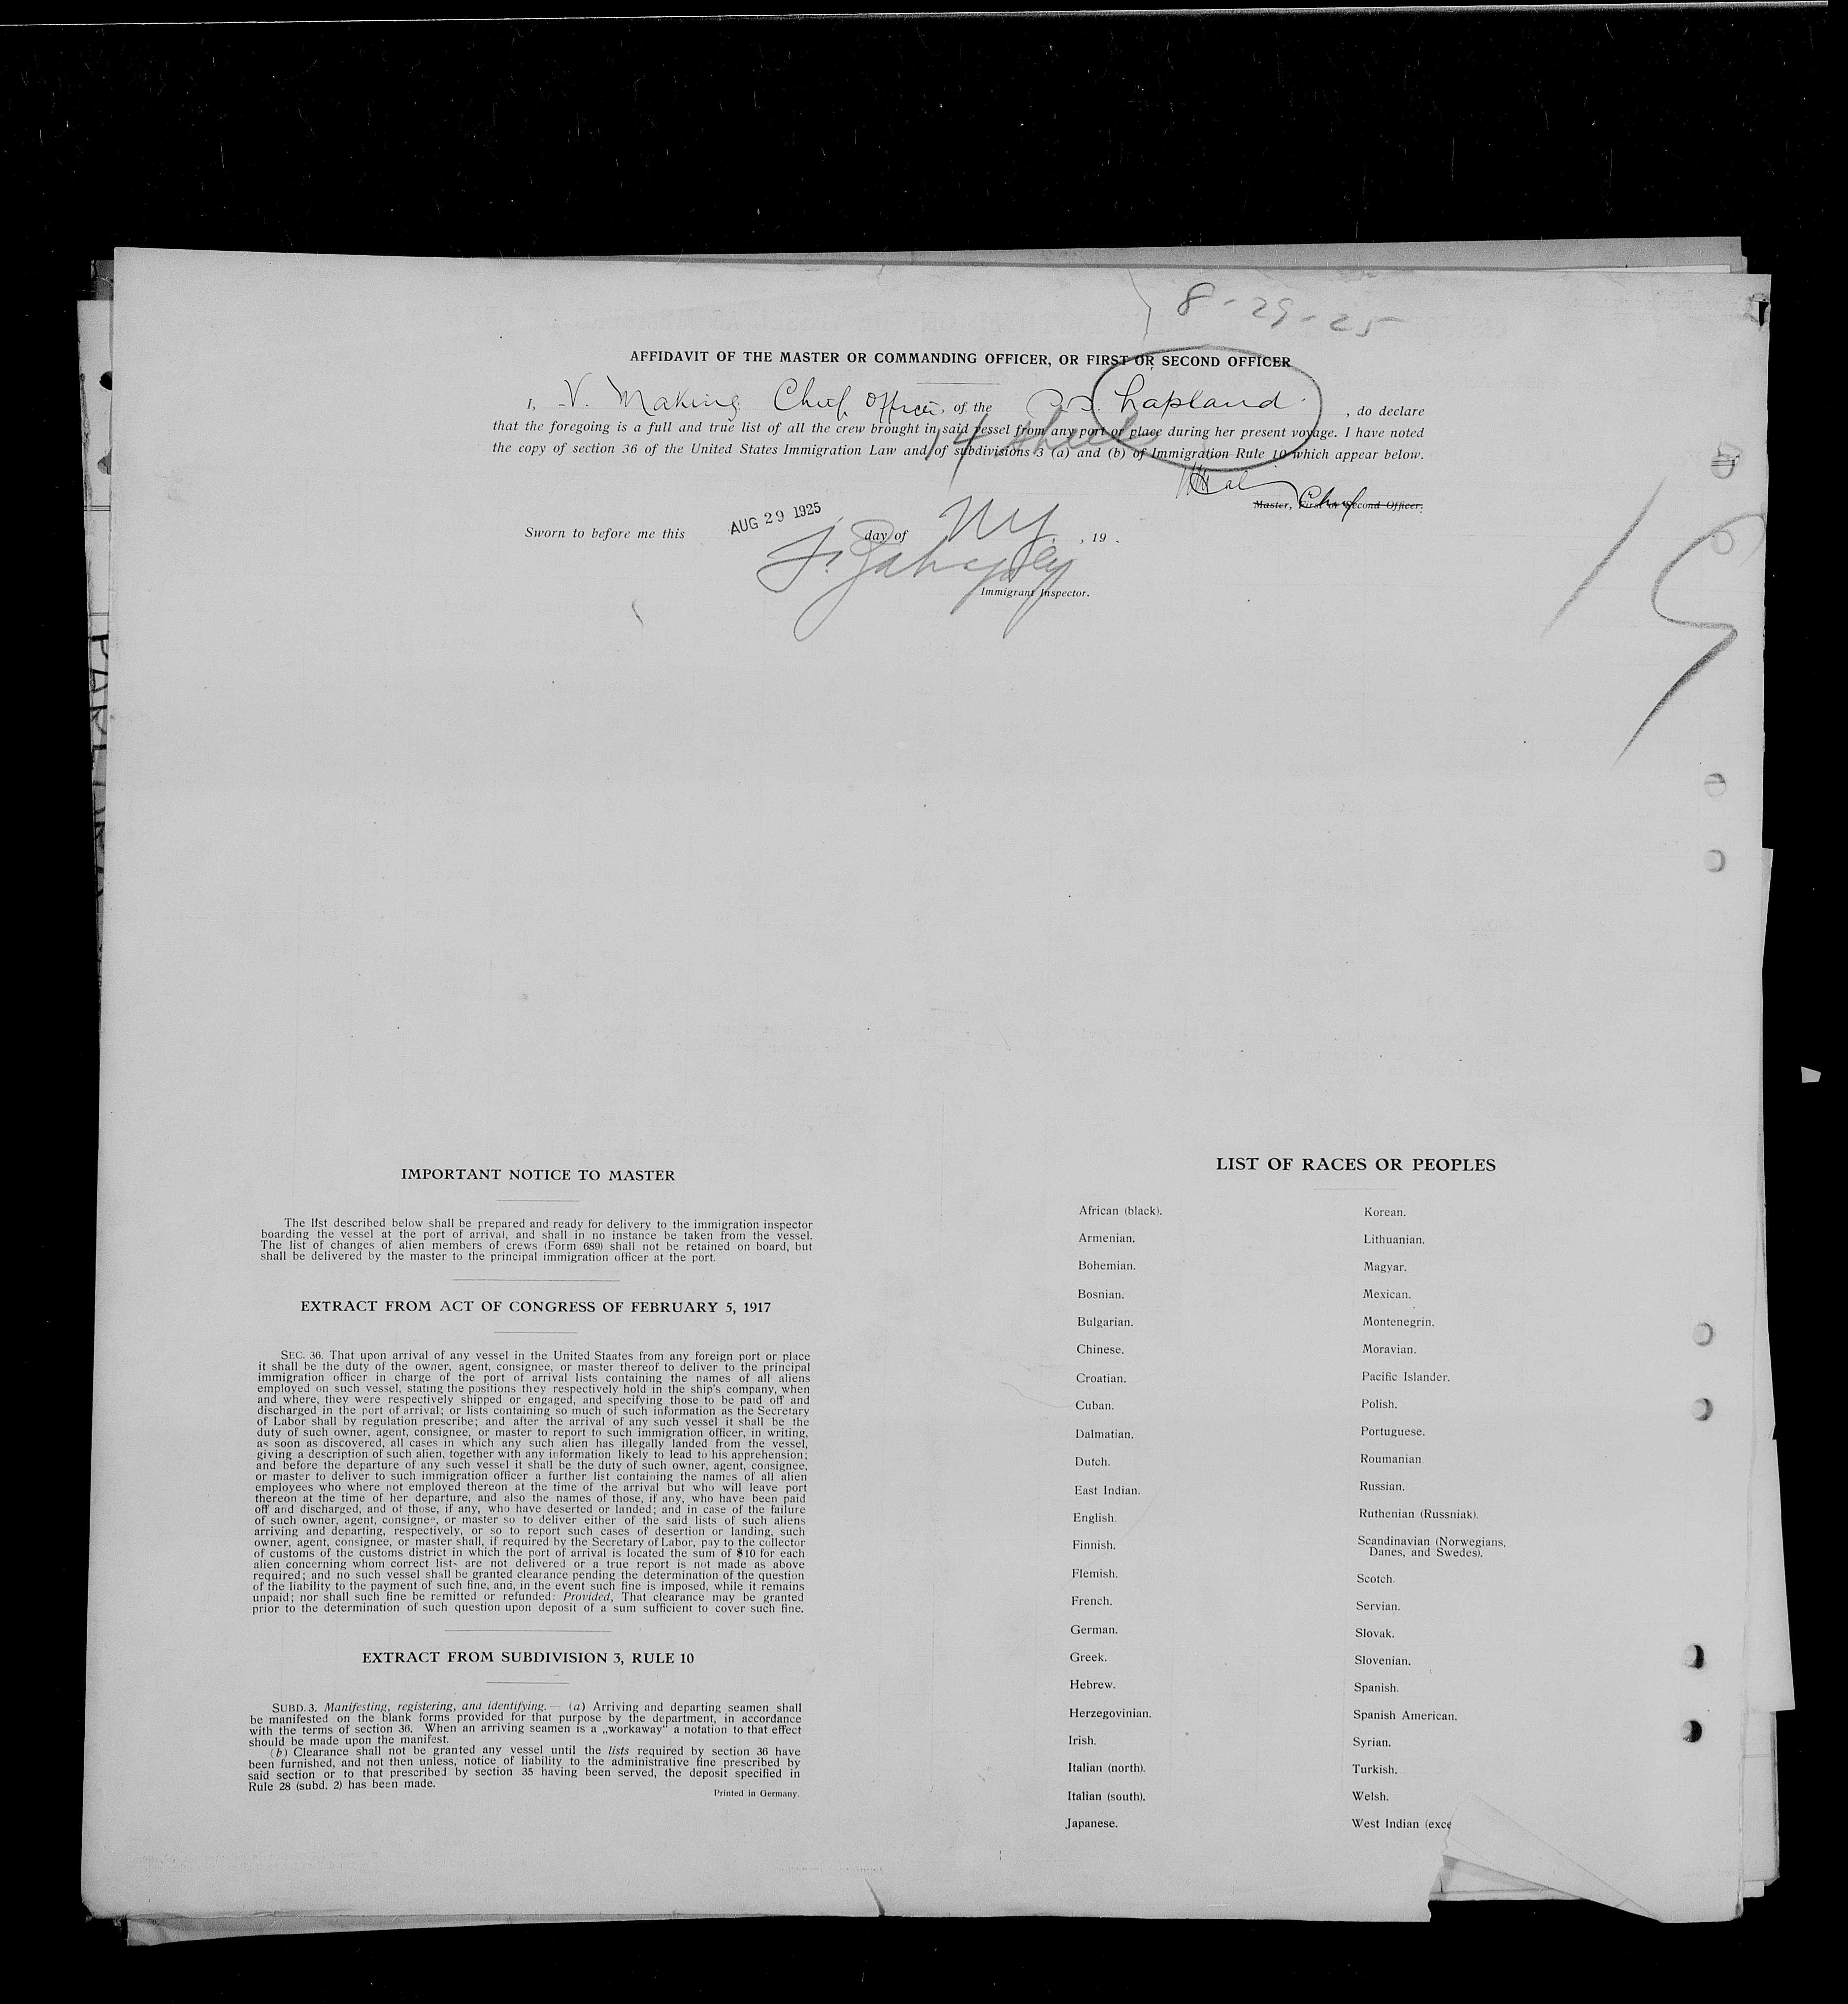 8-29-25
AFFIDAVIT OF THE MASTER OR COMMANDING OFFICER, OR FIRST OR SECOND OFFICER
I, V. Making Chief Officer, of the S.S. Lapland, do declare
that the foregoing is a full and true list of all the crew brought in said vessel from any port or place during her present voyage. I have noted
14 sheets
the copy of section 36 of the United States Immigration Law and of subdivisions 3 (a) and (b) of Immigration Rule 10 which appear below.
Chief
Master, First or Second Officer.
Sworn to before me this AUG 29 1925 day of NY, 19 .
Immigrant Inspector.
15
PARLOR
IMPORTANT NOTICE TO MASTER
The list described below shall be prepared and ready for delivery to the immigration inspector
boarding the vessel at the port of arrival, and shall in no instance be taken from the vessel.
The list of changes of alien members of crews (Form 689) shall not be retained on board, but
shall be delivered by the master to the principal immigration officer at the port.
EXTRACT FROM ACT OF CONGRESS OF FEBRUARY 5, 1917
SEC. 36. That upon arrival of any vessel in the United Staates from any foreign port or place
it shall be the duty of the owner, agent, consignee, or master thereof to deliver to the principal
immigration officer in charge of the port of arrival lists containing the names of all aliens
employed on such vessel, stating the positions they respectively hold in the ship's company, when
and where, they were respectively shipped or engaged, and specifying those to be paid off and
discharged in the port of arrival; or lists containing so much of such information as the Secretary
of Labor shall by regulation prescribe; and after the arrival of any such vessel it shall be the
duty of such owner, agent, consignee, or master to report to such immigration officer, in writing,
as soon as discovered, all cases in which any such alien has illegally landed from the vessel,
giving a description of such alien, together with any information likely to lead to his apprehension;
and before the departure of any such vessel it shall be the duty of such owner, agent, consignee,
or master to deliver to such immigration officer a further list containing the names of all alien
employees who where not employed thereon at the time of the arrival but who will leave port
thereon at the time of her departure, and also the names of those, if any, who have been paid
off and discharged, and of those, if any, who have deserted or landed; and in case of the failure
of such owner, agent, consignee, or master so to deliver either of the said lists of such aliens
arriving and departing, respectively, or so to report such cases of desertion or landing, such
owner, agent, consignee, or master shall, if required by the Secretary of Labor, pay to the collector
of customs of the customs district in which the port of arrival is located the sum of $10 for each
alien concerning whom correct lists are not delivered or a true report is not made as above
required; and no such vessel shall be granted clearance pending the determination of the question
of the liability to the payment of such fine, and, in the event such fine is imposed, while it remains
unpaid; nor shall such fine be remitted or refunded: Provided, That clearance may be granted
prior to the determination of such question upon deposit of a sum sufficient to cover such fine.
EXTRACT FROM SUBDIVISION 3, RULE 10
SUBD. 3. Manifesting, registering, and identifying. — (a) Arriving and departing seamen shall
be manifested on the blank forms provided for that purpose by the department, in accordance
with the terms of section 36. When an arriving seamen is a „workaway“ a notation to that effect
should be made upon the manifest.
(b) Clearance shall not be granted any vessel until the lists required by section 36 have
been furnished, and not then unless, notice of liability to the administrative fine prescribed by
said section or to that prescribed by section 35 having been served, the deposit specified in
Rule 28 (subd. 2) has been made.
Printed in Germany.
LIST OF RACES OR PEOPLES
African (black).
Armenian.
Bohemian.
Bosnian.
Bulgarian.
Chinese.
Croatian.
Cuban.
Dalmatian.
Dutch.
East Indian.
English.
Finnish.
Flemish.
French.
German.
Greek.
Hebrew.
Herzegovinian.
Irish.
Italian (north).
Italian (south).
Japanese.
Korean.
Lithuanian.
Magyar.
Mexican.
Montenegrin.
Moravian.
Pacific Islander.
Polish.
Portuguese.
Roumanian
Russian.
Ruthenian (Russniak).
Scandinavian (Norwegians,
Danes, and Swedes).
Scotch.
Servian.
Slovak.
Slovenian.
Spanish.
Spanish American.
Syrian.
Turkish.
Welsh.
West Indian (exce